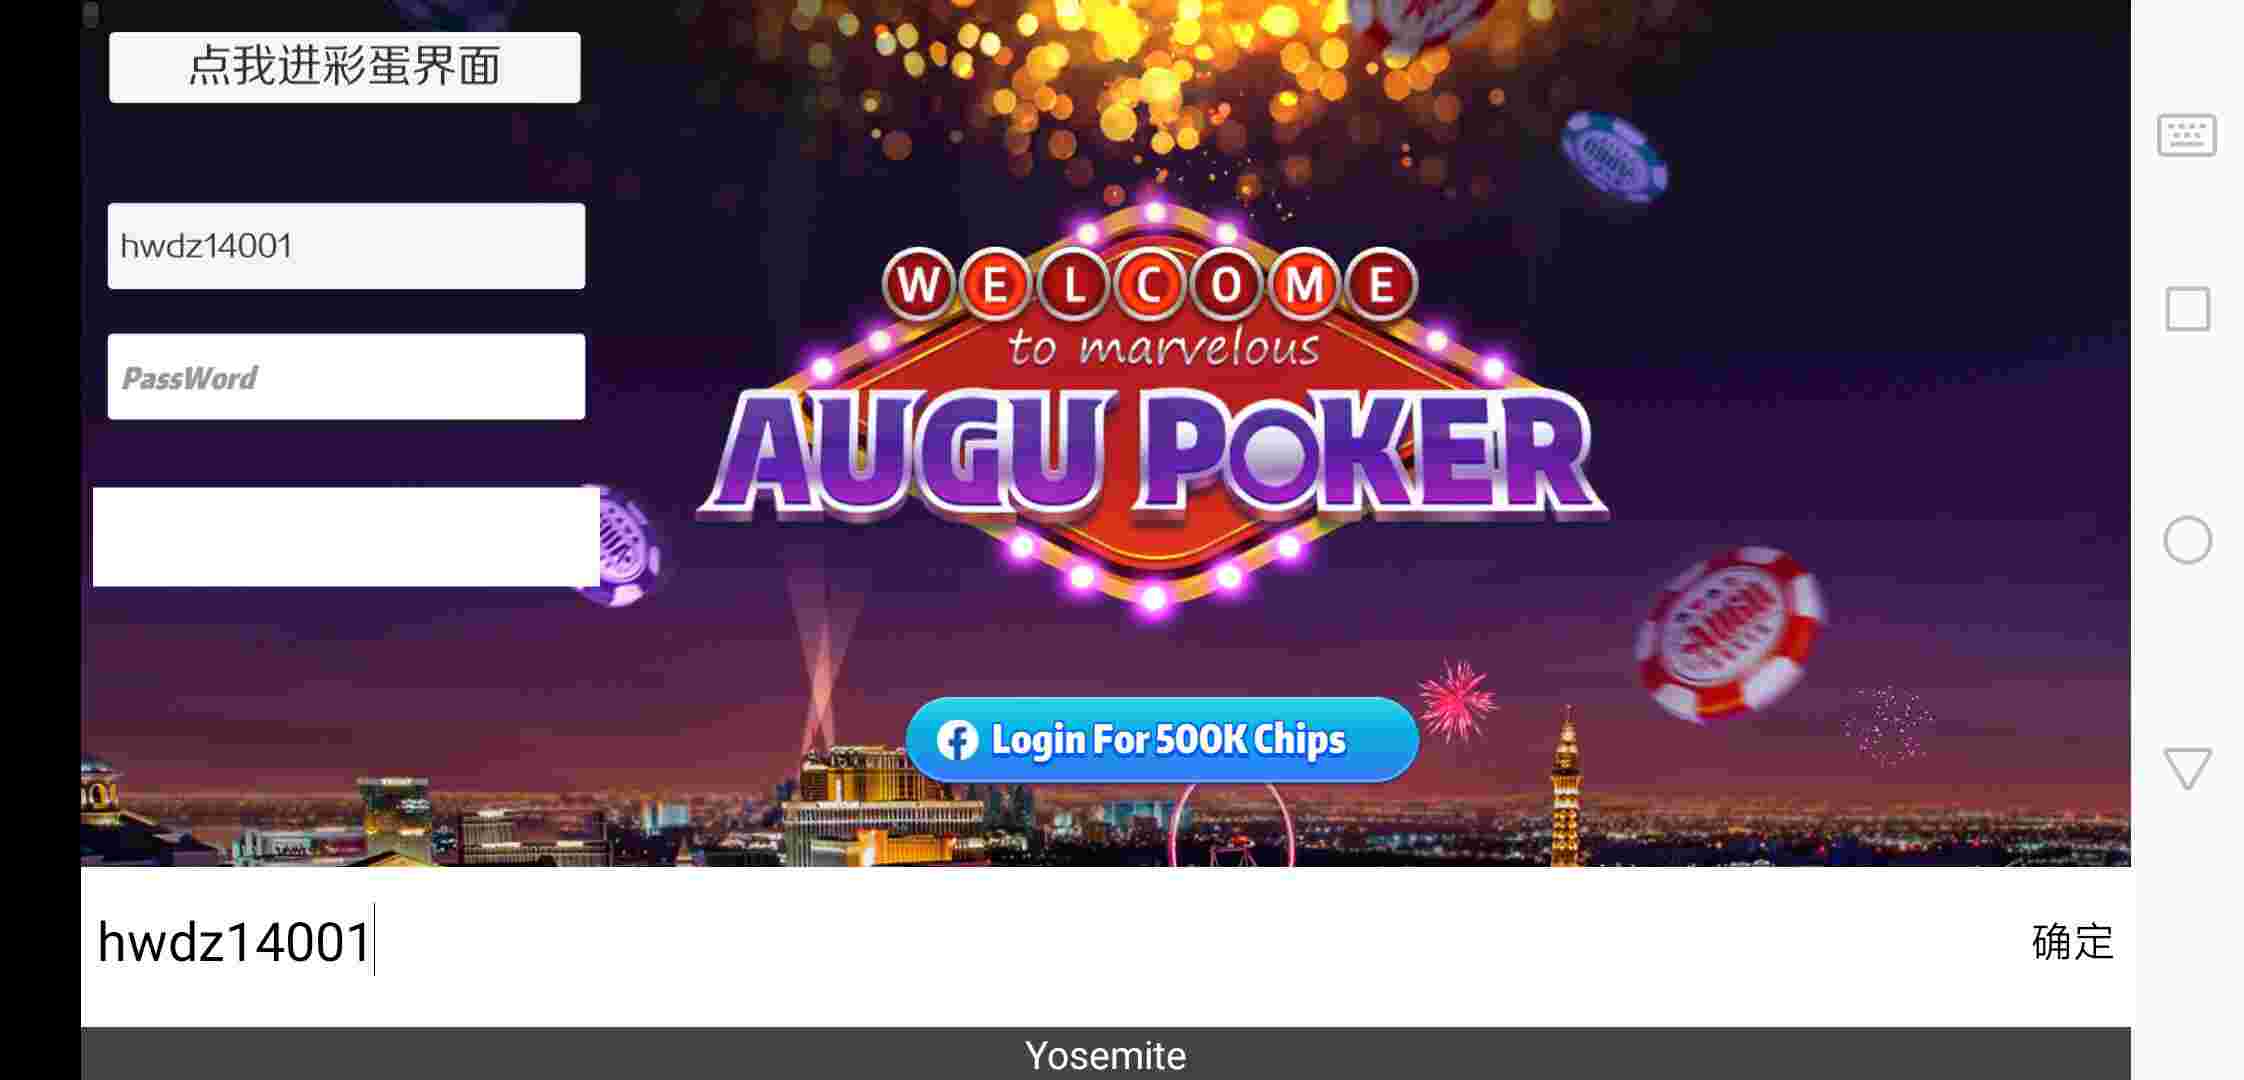 点我进彩蛋界面
hwdz14001
PassWord
WELCOME
to marvelous
AUGU POKER
Login For 500K Chips
hwdz14001
确定
Yosemite